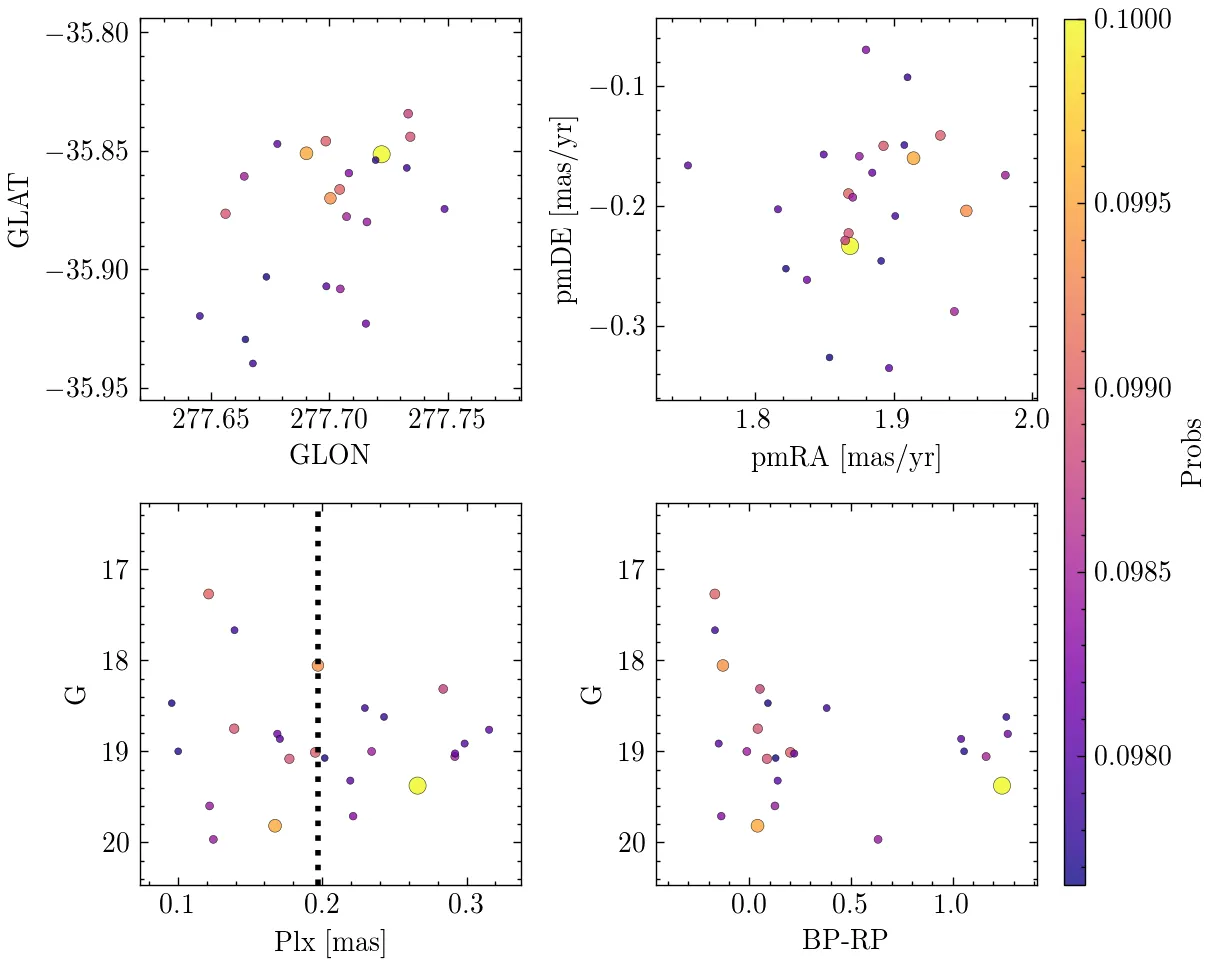 −35.80
−35.85
−35.90
−35.95
GLAT
277.65 277.70 277.75
GLON
−0.1
−0.2
−0.3
pmDE [mas/yr]
1.8 1.9 2.0
pmRA [mas/yr]
17
18
19
20
G
0.1 0.2 0.3
Plx [mas]
17
18
19
20
G
0.0 0.5 1.0
BP-RP
0.1000
0.0995
0.0990
0.0985
0.0980
Probs